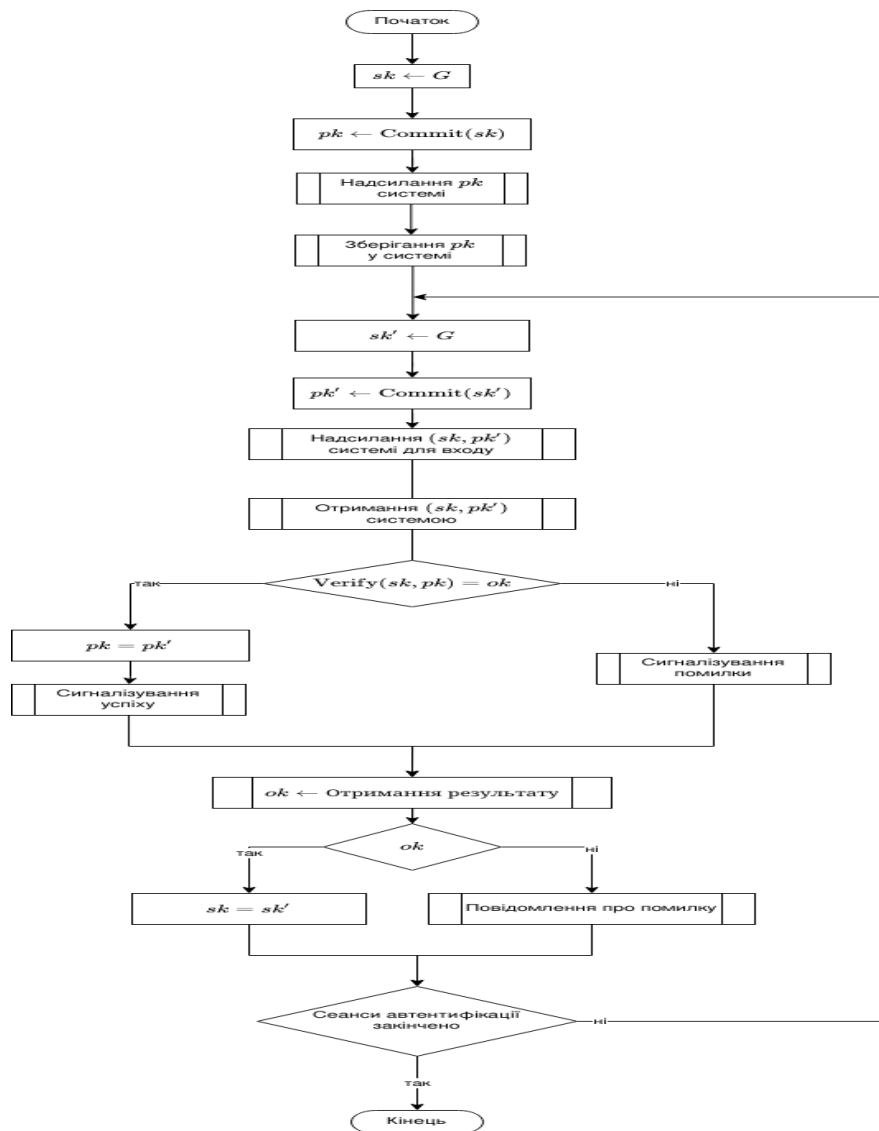 Початок
sk ← G
pk ← Commit(sk)
Надсилання pk
системі
Зберігання pk
у системі
sk′ ← G
pk′ ← Commit(sk′)
Надсилання (sk, pk′)
системі для входу
Отримання (sk, pk′)
системою
Verify(sk, pk) = ok
так
ні
pk = pk′
Сигналізування
успіху
Сигналізування
помилки
ok ← Отримання результату
ok
так
ні
sk = sk′
Повідомлення про помилку
Сеанси автентифікації
закінчено
ні
так
Кінець